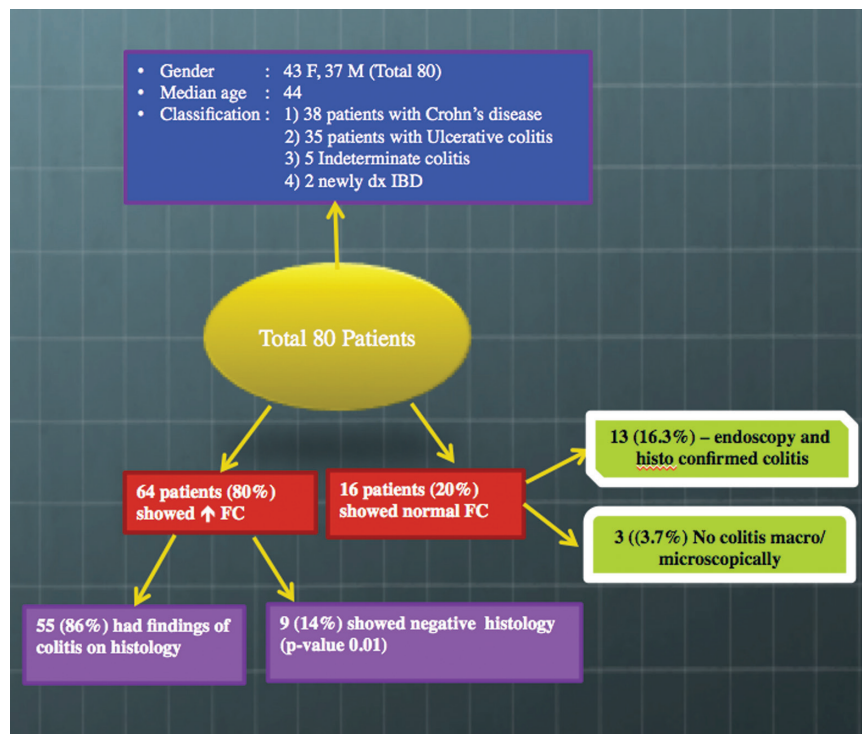 • Gender : 43 F, 37 M (Total 80)
• Median age : 44
• Classification : 1) 38 patients with Crohn’s disease
2) 35 patients with Ulcerative colitis
3) 5 Indeterminate colitis
4) 2 newly dx IBD
Total 80 Patients
13 (16.3%) – endoscopy and
histo confirmed colitis
64 patients (80%)
showed ↑ FC
16 patients (20%)
showed normal FC
3 ((3.7%) No colitis macro/
microscopically
55 (86%) had findings of
colitis on histology
9 (14%) showed negative histology
(p-value 0.01)